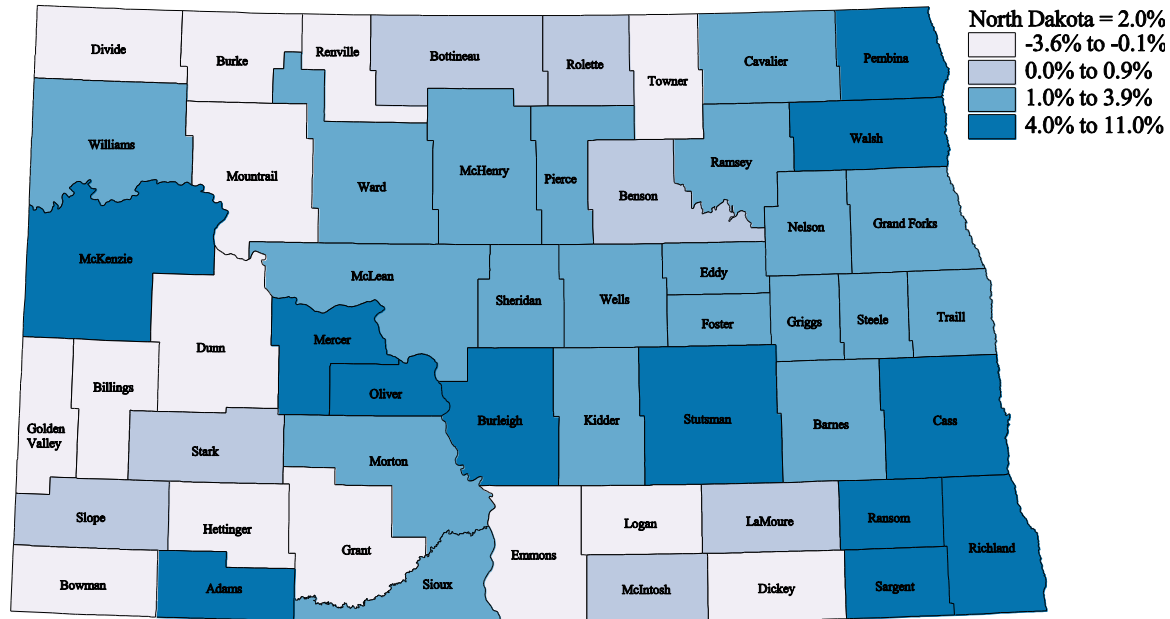 North Dakota = 2.0%
-3.6% to -0.1%
0.0% to 0.9%
1.0% to 3.9%
4.0% to 11.0%
Divide
Burke
Renville
Bottineau
Rolette
Towner
Cavalier
Pembina
Williams
Mountrail
Ward
McHenry
Pierce
Benson
Ramsey
Walsh
Nelson
Grand Forks
McKenzie
McLean
Sheridan
Wells
Eddy
Foster
Griggs
Steele
Traill
Dunn
Mercer
Billings
Oliver
Golden
Valley
Stark
Burleigh
Kidder
Stutsman
Barnes
Cass
Morton
Slope
Hettinger
Grant
Emmons
Logan
LaMoure
Ransom
Richland
Bowman
Adams
Sioux
McIntosh
Dickey
Sargent